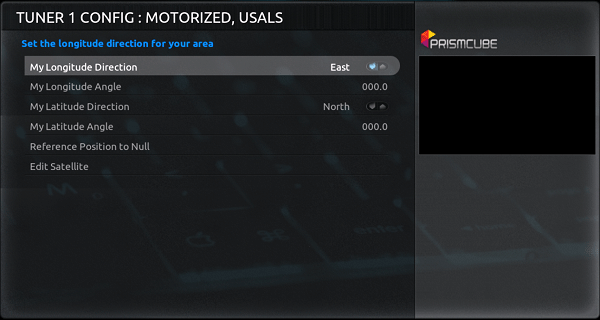 TUNER 1 CONFIG : MOTORIZED, USALS
Set the longitude direction for your area
PRISMCUBE
My Longitude Direction East
My Longitude Angle 000.0
My Latitude Direction North
My Latitude Angle 000.0
Reference Position to Null
Edit Satellite